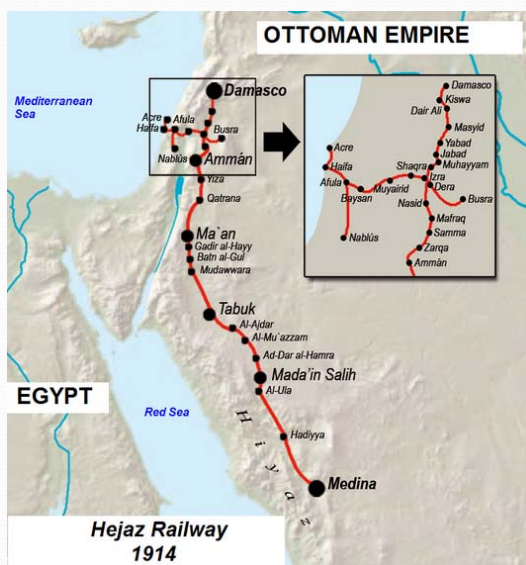 OTTOMAN EMPIRE
Mediterranean
Sea
Damasco
Acre
Afula
Haifa
Busra
Nablûs
Ammán
Yiza
Qatrana
Ma`an
Gadir al-Hayy
Batn al-Gul
Mudawwara
Tabuk
Al-Ajdar
Al-Mu`azzam
Ad-Dar al-Hamra
Mada'in Salih
Al-Ula
Hadiyya
Medina
Hiyaz
EGYPT
Red Sea
Damasco
Kiswa
Dair Ali
Masyid
Yabad
Jabad
Muhayyam
Shaqra
Izra
Dera
Acre
Haifa
Afula
Baysan
Muyairid
Nasid
Busra
Mafraq
Samma
Nablûs
Zarqa
Ammán
Hejaz Railway
1914